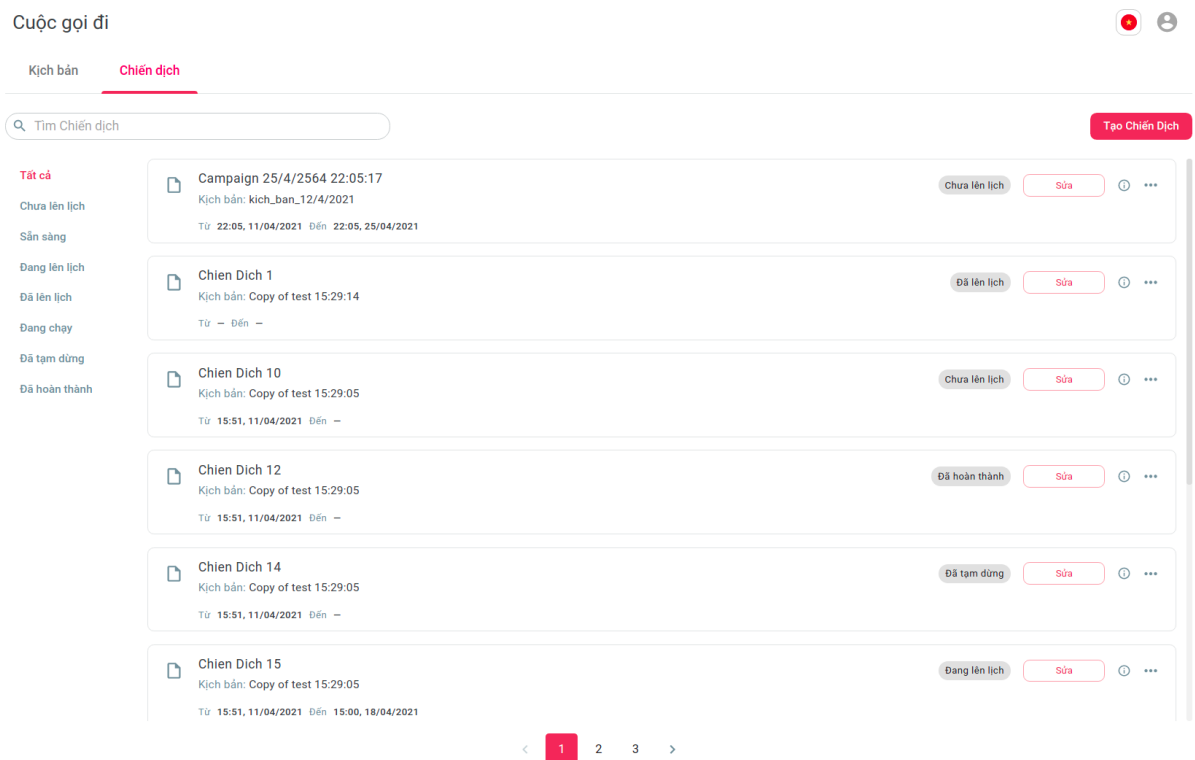 Cuộc gọi đi
Kịch bản
Chiến dịch
Tìm Chiến dịch
Tạo Chiến Dịch
Tất cả
Chưa lên lịch
Sẵn sàng
Đang lên lịch
Đã lên lịch
Đang chạy
Đã tạm dừng
Đã hoàn thành
Campaign 25/4/2564 22:05:17
Chưa lên lịch
Sửa
Kịch bản: kich_ban_12/4/2021
Từ 22:05, 11/04/2021 Đến 22:05, 25/04/2021
Chien Dich 1
Đã lên lịch
Sửa
Kịch bản: Copy of test 15:29:14
Từ – Đến –
Chien Dich 10
Chưa lên lịch
Sửa
Kịch bản: Copy of test 15:29:05
Từ 15:51, 11/04/2021 Đến –
Chien Dich 12
Đã hoàn thành
Sửa
Kịch bản: Copy of test 15:29:05
Từ 15:51, 11/04/2021 Đến –
Chien Dich 14
Đã tạm dừng
Sửa
Kịch bản: Copy of test 15:29:05
Từ 15:51, 11/04/2021 Đến –
Chien Dich 15
Đang lên lịch
Sửa
Kịch bản: Copy of test 15:29:05
Từ 15:51, 11/04/2021 Đến 15:00, 18/04/2021
1 2 3